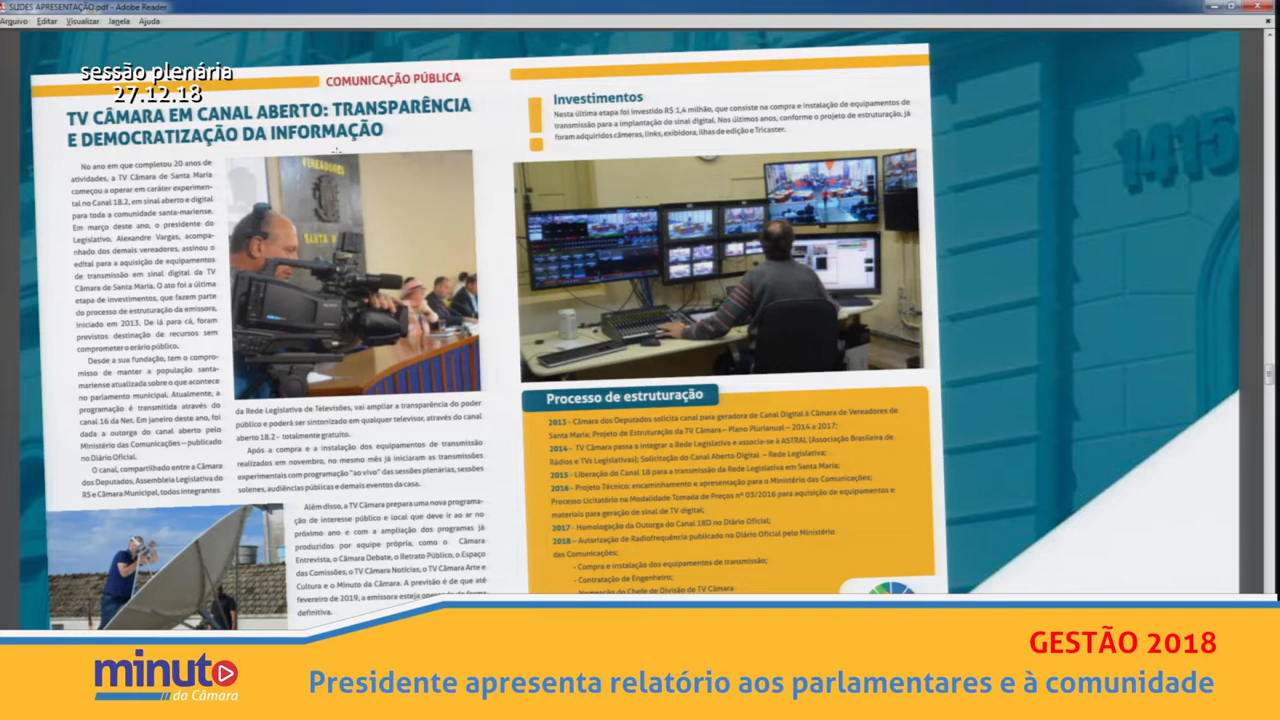 SLIDES APRESENTAÇÃO.pdf - Adobe Reader
Arquivo Editar Visualizar Janela Ajuda
sessão plenária
27.12.18
COMUNICAÇÃO PÚBLICA
TV CÂMARA EM CANAL ABERTO: TRANSPARÊNCIA
E DEMOCRATIZAÇÃO DA INFORMAÇÃO
No ano em que completou 20 anos de
atividades, a TV Câmara de Santa Maria
começou a operar em caráter experimen-
tal no Canal 18.2, em sinal aberto e digital
para toda a comunidade santa-mariense.
Em março deste ano, o presidente do
Legislativo, Alexandre Vargas, acompa-
nhado dos demais vereadores, assinou o
edital para a aquisição de equipamentos
de transmissão em sinal digital da TV
Câmara de Santa Maria. O ato foi a última
etapa de investimentos, que fazem parte
do processo de estruturação da emissora,
iniciado em 2013. De lá para cá, foram
previstos destinação de recursos sem
comprometer o erário público.
Desde a sua fundação, tem o compro-
misso de manter a população santa-
mariense atualizada sobre o que acontece
no parlamento municipal. Atualmente, a
programação é transmitida através do
canal 16 da Net. Em janeiro deste ano, foi
dada a outorga do canal aberto pelo
Ministério das Comunicações – publicado
no Diário Oficial.
O canal, compartilhado entre a Câmara
dos Deputados, Assembleia Legislativa do
RS e Câmara Municipal, todos integrantes
VEREADORES
SANTA
da Rede Legislativa de Televisões, vai ampliar a transparência do poder
público e poderá ser sintonizado em qualquer televisor, através do canal
aberto 18.2 - totalmente gratuito.
Após a compra e a instalação dos equipamentos de transmissão
realizados em novembro, no mesmo mês já iniciaram as transmissões
experimentais com programação "ao vivo" das sessões plenárias, sessões
solenes, audiências públicas e demais eventos da casa.
Além disso, a TV Câmara prepara uma nova programa-
ção de interesse público e local que deve ir ao ar no
próximo ano e com a ampliação dos programas já
produzidos por equipe própria, como o Câmara
Entrevista, o Câmara Debate, o Retrato Público, o Espaço
das Comissões, o TV Câmara Notícias, o TV Câmara Arte e
Cultura e o Minuto da Câmara. A previsão é de que até
fevereiro de 2019, a emissora esteja de forma
definitiva.
Investimentos
Nesta última etapa foi investido R$ 1,4 milhão, que consiste na compra e instalação de equipamentos de
transmissão para a implantação do sinal digital. Nos últimos anos, conforme o projeto de estruturação, já
foram adquiridos câmeras, links, exibidora, ilhas de edição e Tricaster.
Processo de estruturação
2013 - Câmara dos Deputados solicita canal para geradora de Canal Digital à Câmara de Vereadores de
Santa Maria; Projeto de Estruturação da TV Câmara – Plano Plurianual – 2014 e 2017;
2014 - TV Câmara passa a integrar a Rede Legislativa e associa-se à ASTRAL (Associação Brasileira de
Rádios e TVs Legislativas); Solicitação do Canal Aberto Digital – Rede Legislativa;
2015 - Liberação do Canal 18 para a transmissão da Rede Legislativa em Santa Maria;
2016 - Projeto Técnico: encaminhamento e apresentação para o Ministério das Comunicações;
Processo Licitatório na Modalidade Tomada de Preços nº 03/2016 para aquisição de equipamentos e
materiais para geração de sinal de TV digital;
2017 - Homologação da Outorga do Canal 18D no Diário Oficial;
2018 – Autorização de Radiofrequência publicado no Diário Oficial pelo Ministério
das Comunicações;
- Compra e instalação dos equipamentos de transmissão;
- Contratação de Engenheiro;
- Nomeação do Chefe de Divisão de TV Câmara
1415
GESTÃO 2018
minuto
da Câmara
Presidente apresenta relatório aos parlamentares e à comunidade